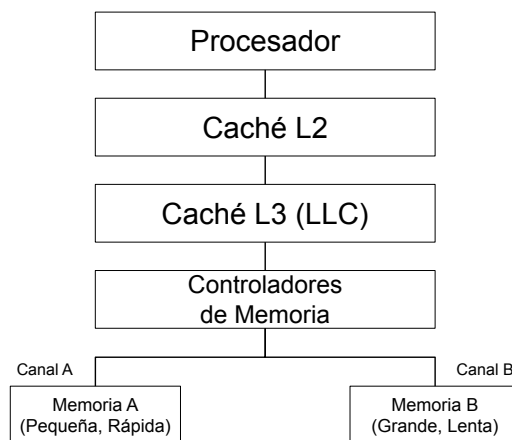 Procesador
Caché L2
Caché L3 (LLC)
Controladores
de Memoria
Canal A
Canal B
Memoria A
(Pequeña, Rápida)
Memoria B
(Grande, Lenta)